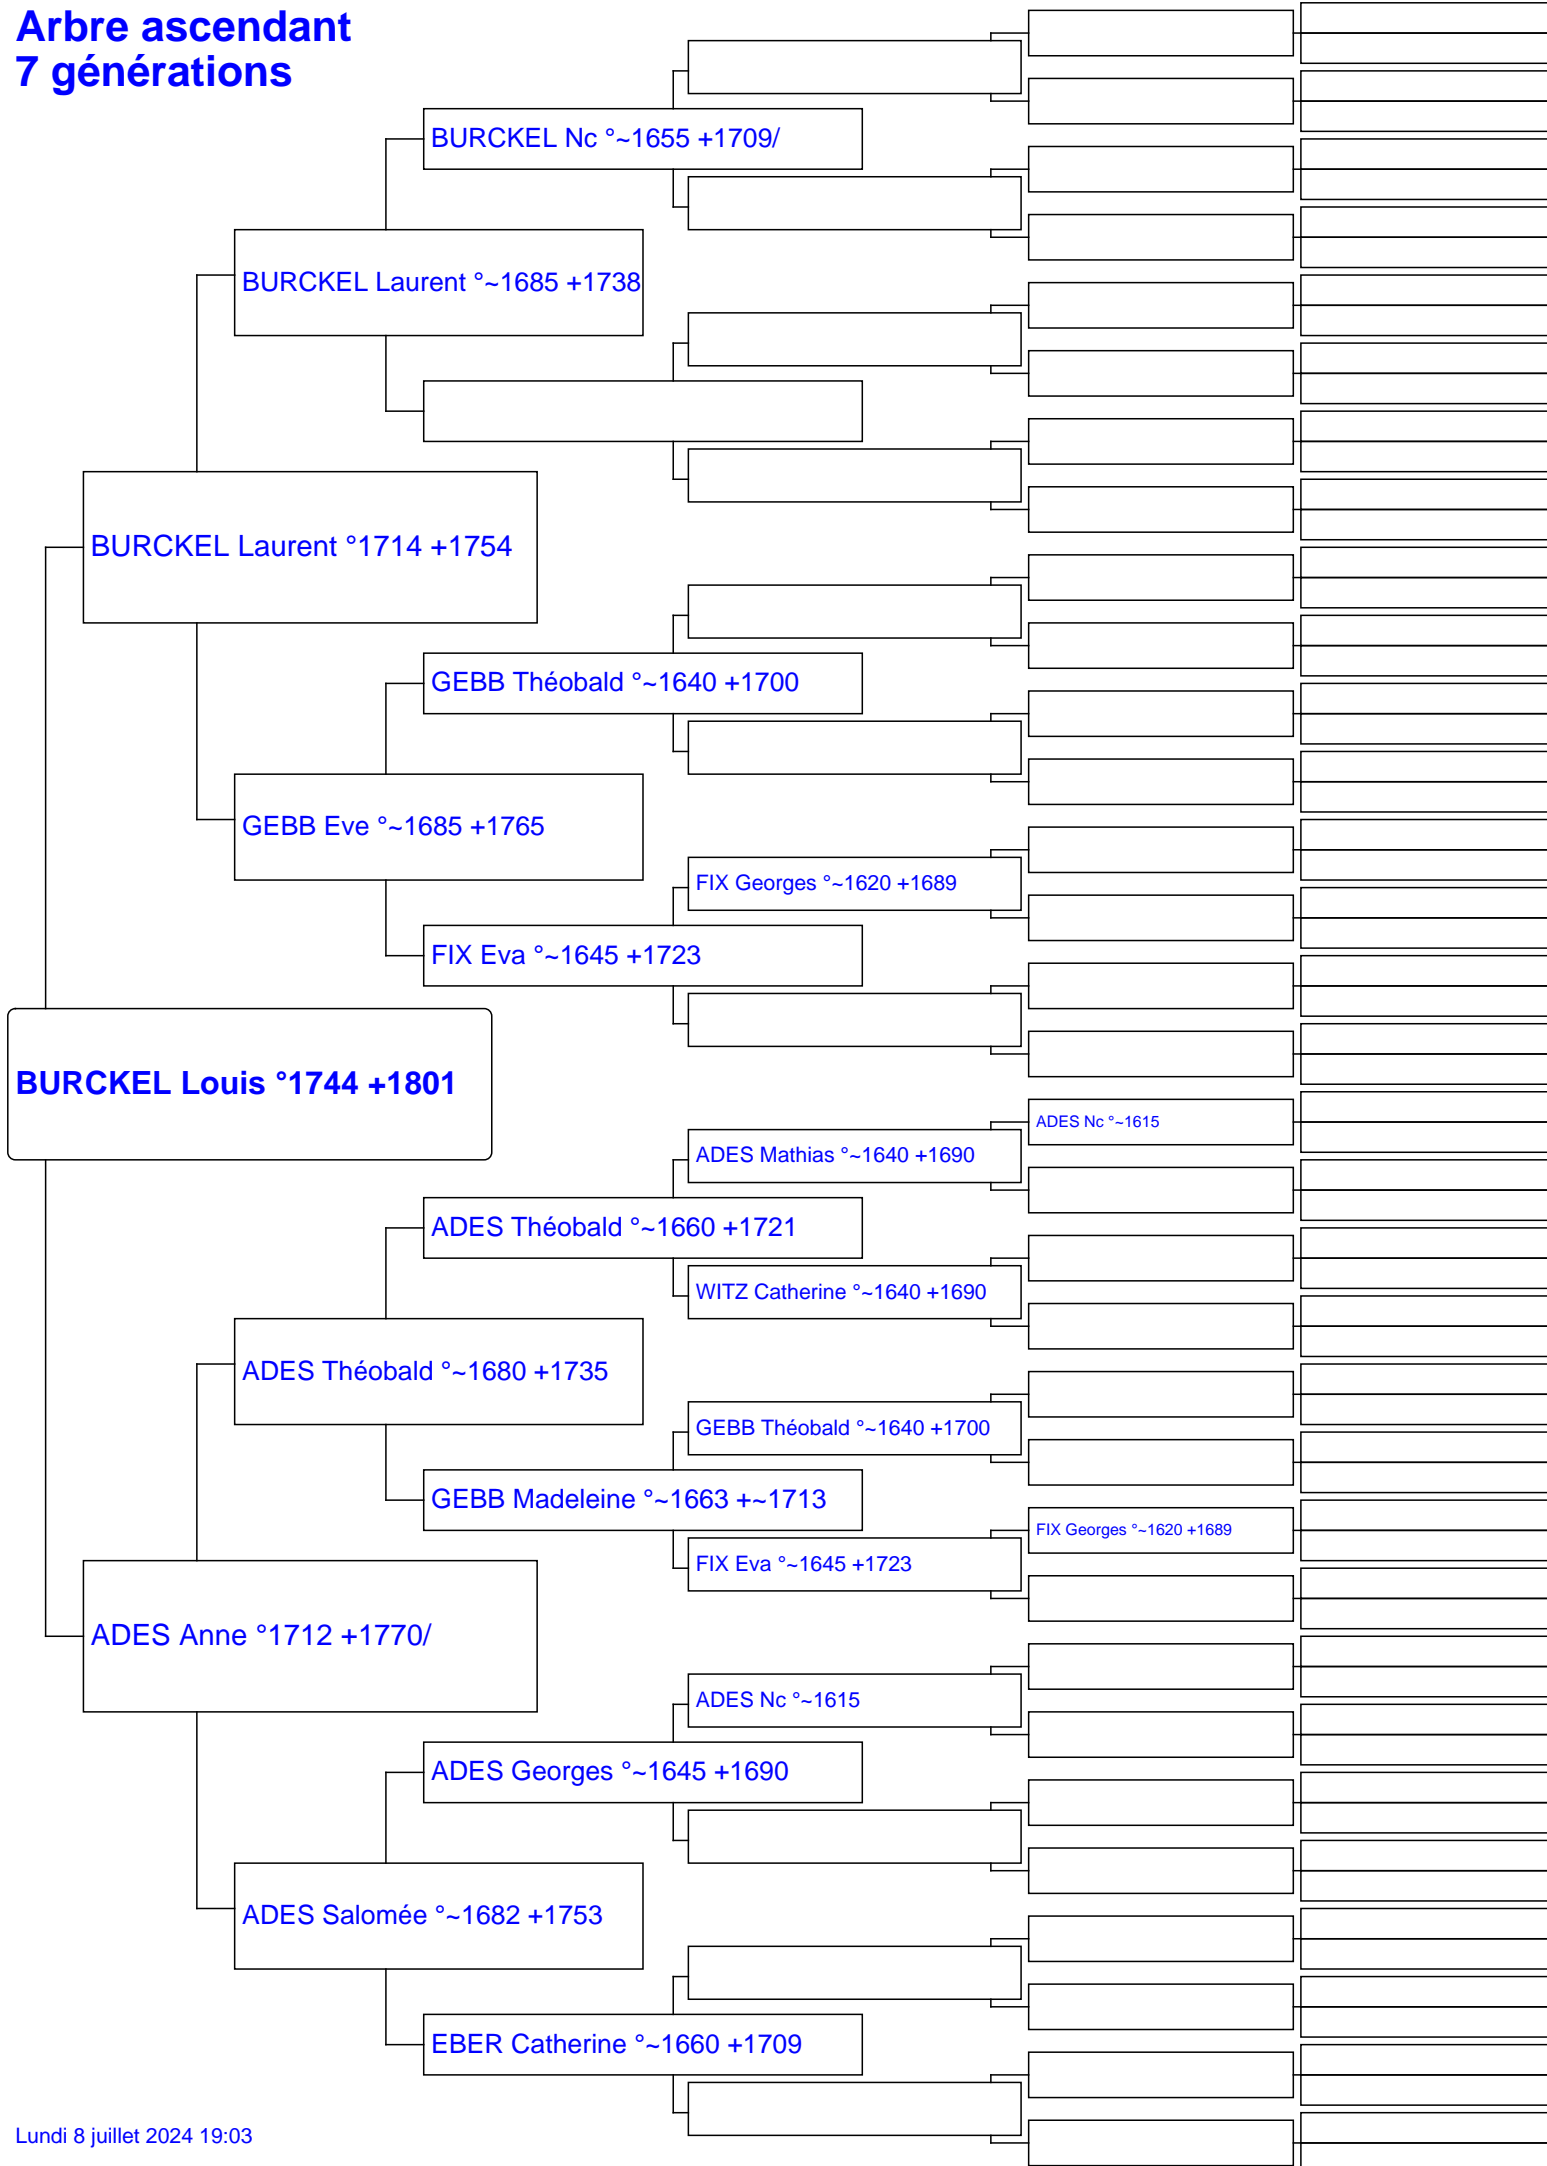 Arbre ascendant
7 générations
BURCKEL Nc °~1655 +1709/
BURCKEL Laurent °~1685 +1738
BURCKEL Laurent °1714 +1754
GEBB Théobald °~1640 +1700
GEBB Eve °~1685 +1765
FIX Georges °~1620 +1689
FIX Eva °~1645 +1723
BURCKEL Louis °1744 +1801
ADES Nc °~1615
ADES Mathias °~1640 +1690
ADES Théobald °~1660 +1721
WITZ Catherine °~1640 +1690
ADES Théobald °~1680 +1735
GEBB Théobald °~1640 +1700
GEBB Madeleine °~1663 +~1713
FIX Georges °~1620 +1689
FIX Eva °~1645 +1723
ADES Anne °1712 +1770/
ADES Nc °~1615
ADES Georges °~1645 +1690
ADES Salomée °~1682 +1753
EBER Catherine °~1660 +1709
Lundi 8 juillet 2024 19:03